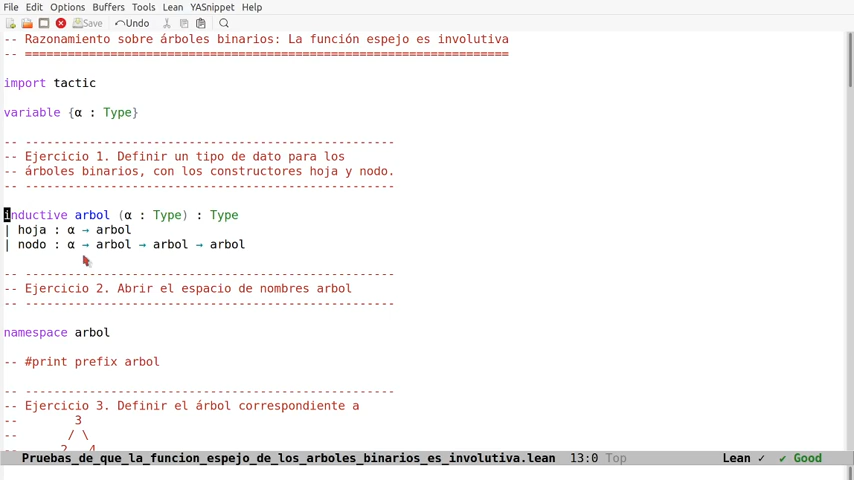 File Edit Options Buffers Tools Lean YASnippet Help
Save Undo
-- Razonamiento sobre árboles binarios: La función espejo es involutiva
-- ====================================================================
import tactic
variable {α : Type}
-- ----------------------------------------------------
-- Ejercicio 1. Definir un tipo de dato para los
-- árboles binarios, con los constructores hoja y nodo.
-- ----------------------------------------------------
inductive arbol (α : Type) : Type
| hoja : α → arbol
| nodo : α → arbol → arbol → arbol
-- ----------------------------------------------------
-- Ejercicio 2. Abrir el espacio de nombres arbol
-- ----------------------------------------------------
namespace arbol
-- #print prefix arbol
-- ----------------------------------------------------
-- Ejercicio 3. Definir el árbol correspondiente a
-- 3
-- / \
-- 2 4
Pruebas_de_que_la_funcion_espejo_de_los_arboles_binarios_es_involutiva.lean 13:0 Top Lean ✓ ✔ Good